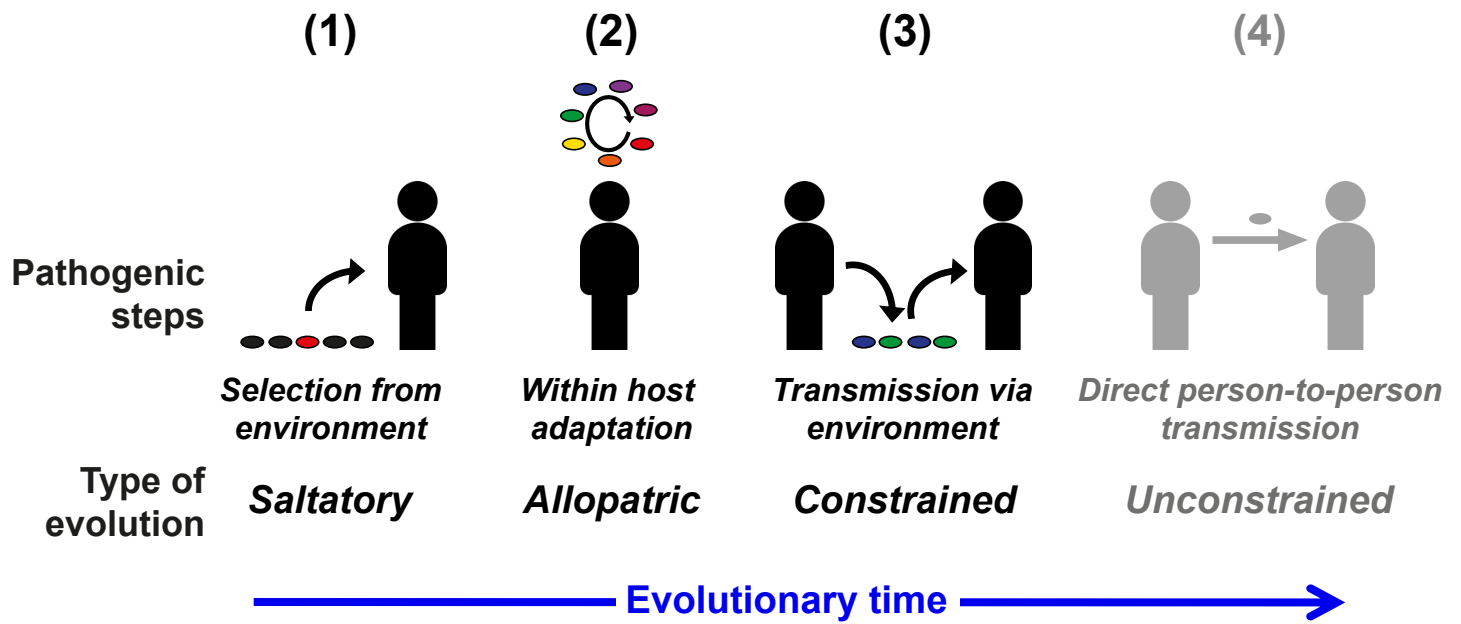 (1)
(2)
(3)
(4)
Pathogenic
steps
Selection from
environment
Within host
adaptation
Transmission via
environment
Direct person-to-person
transmission
Type of
evolution
Saltatory
Allopatric
Constrained
Unconstrained
Evolutionary time